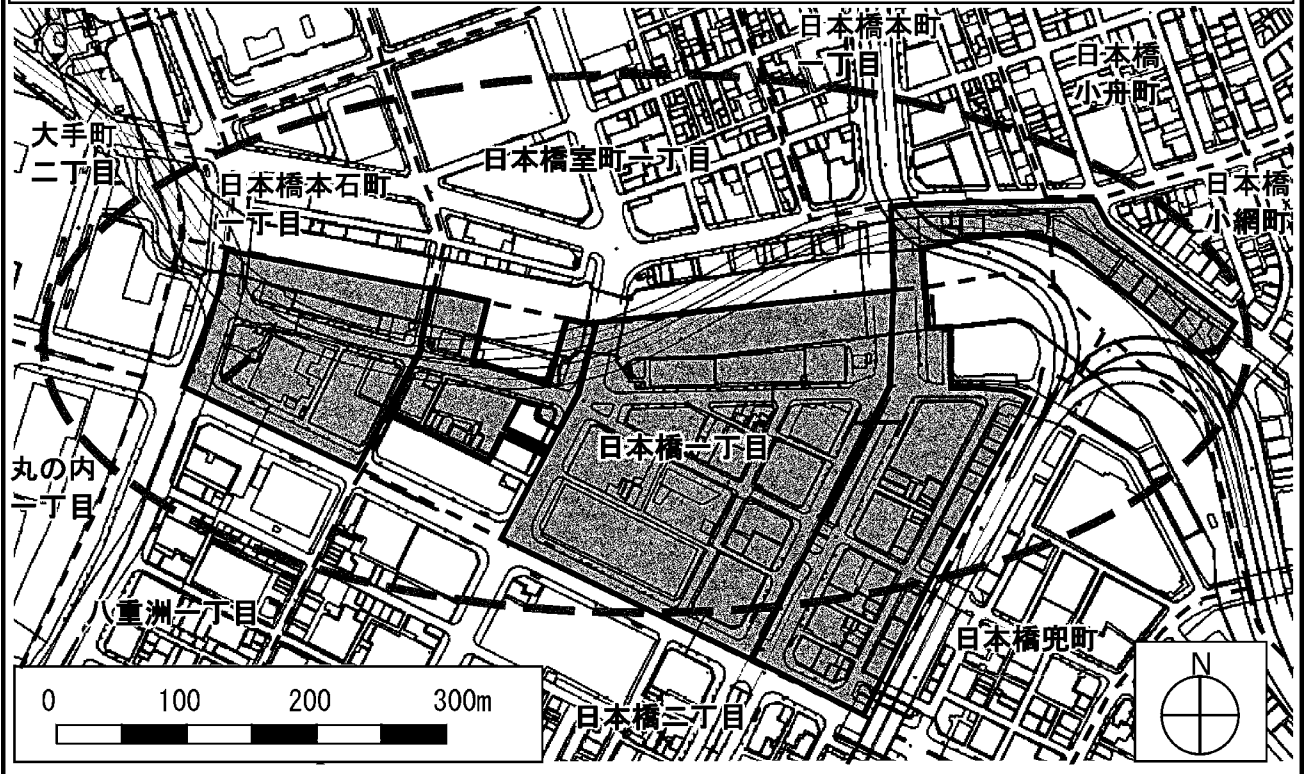 日本橋本町
一丁目
日本橋
小舟町
大手町
二丁目
日本橋室町一丁目
日本橋本石町
一丁目
日本橋
小網町
日本橋一丁目
丸の内
一丁目
八重洲一丁目
日本橋兜町
日本橋二丁目
0 100 200 300m
N